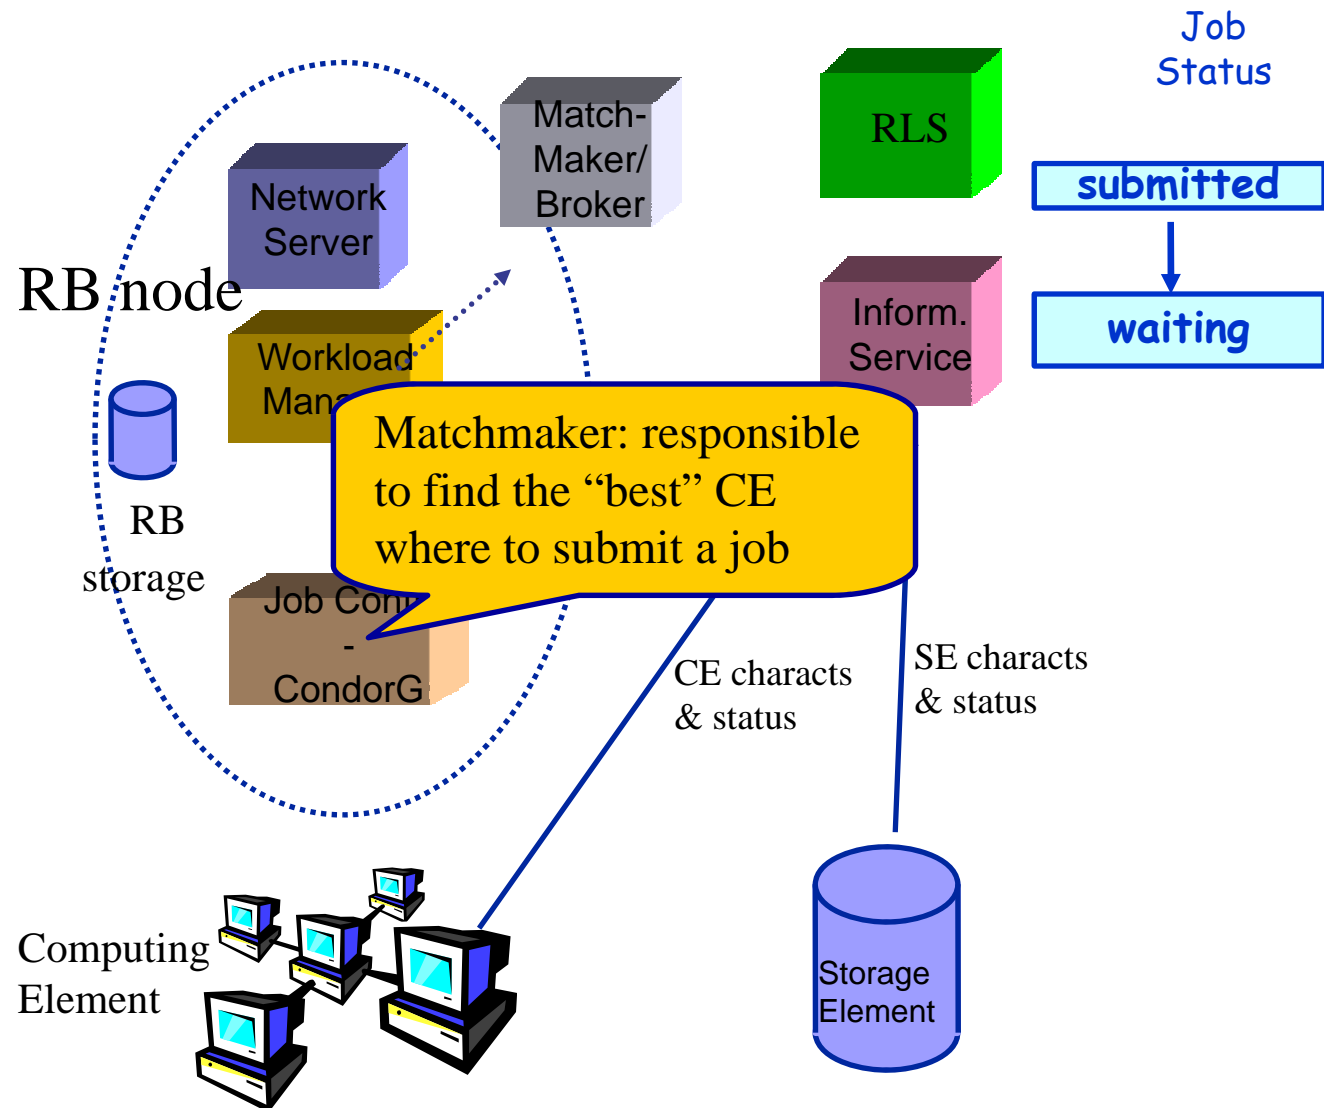 Job
Status
Match-
Maker/
Broker
RLS
submitted
Network
Server
RB node
Inform.
Service
waiting
Workload
Matchmaker: responsible
to find the “best” CE
where to submit a job
RB
storage
Job
-
CondorG
CE characts
& status
SE characts
& status
Computing
Element
Storage
Element